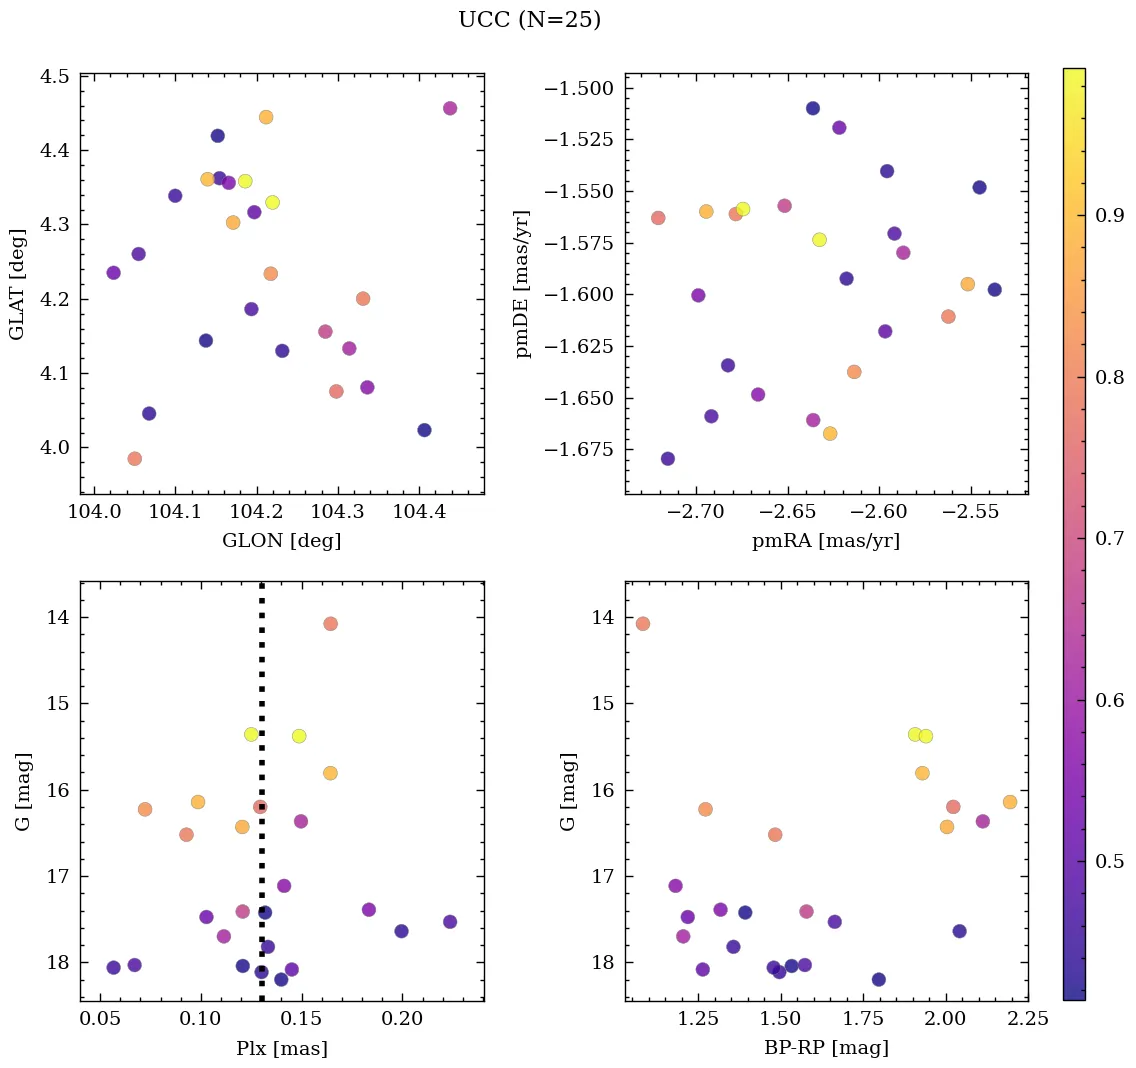 UCC (N=25)
4.5
4.4
4.3
4.2
4.1
4.0
GLAT [deg]
104.0 104.1 104.2 104.3 104.4
GLON [deg]
−1.500
−1.525
−1.550
−1.575
−1.600
−1.625
−1.650
−1.675
pmDE [mas/yr]
−2.70 −2.65 −2.60 −2.55
pmRA [mas/yr]
14
15
16
17
18
G [mag]
0.05 0.10 0.15 0.20
Plx [mas]
14
15
16
17
18
G [mag]
1.25 1.50 1.75 2.00 2.25
BP-RP [mag]
0.9
0.8
0.7
0.6
0.5